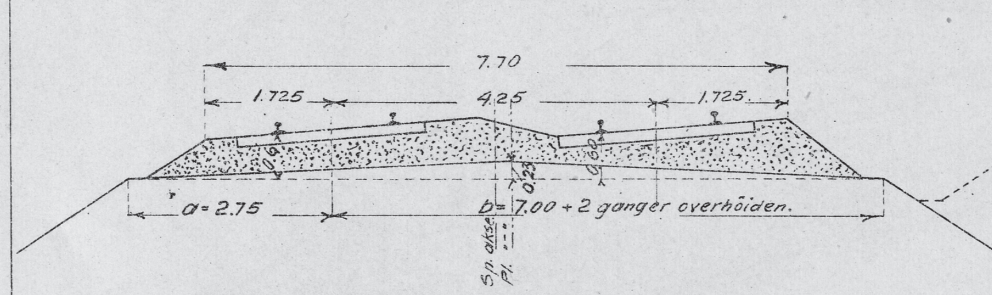 7.70
1.725
4.25
1.725
0.6
0.23
0.60
a = 2.75
b = 7.00 + 2 ganger overhöiden.
Sp. akse.
Pl. -"-